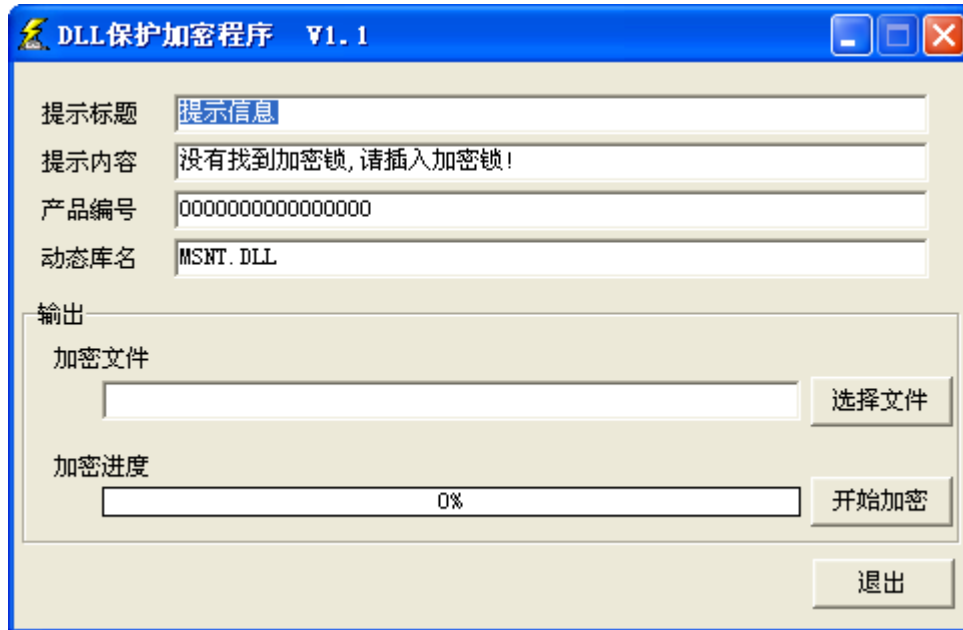 DLL保护加密程序 V1.1
提示标题 提示信息
提示内容 没有找到加密锁,请插入加密锁!
产品编号 0000000000000000
动态库名 MSNT.DLL
输出
加密文件
选择文件
加密进度
0%
开始加密
退出